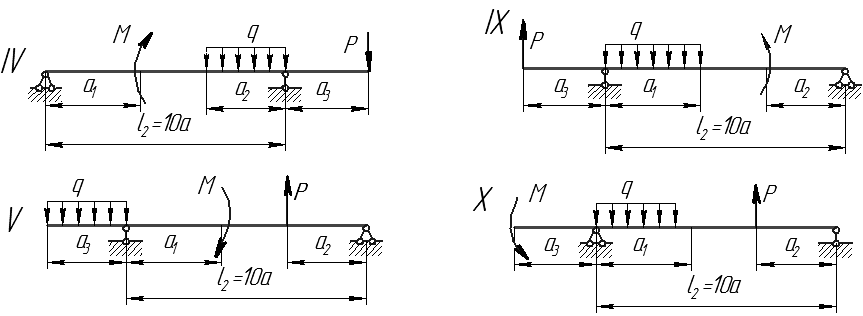 IV M q P
a1 a2 a3
l2=10a
IX P q M
a3 a1 a2
l2=10a
V q M P
a3 a1 a2
l2=10a
X M q P
a3 a1 a2
l2=10a